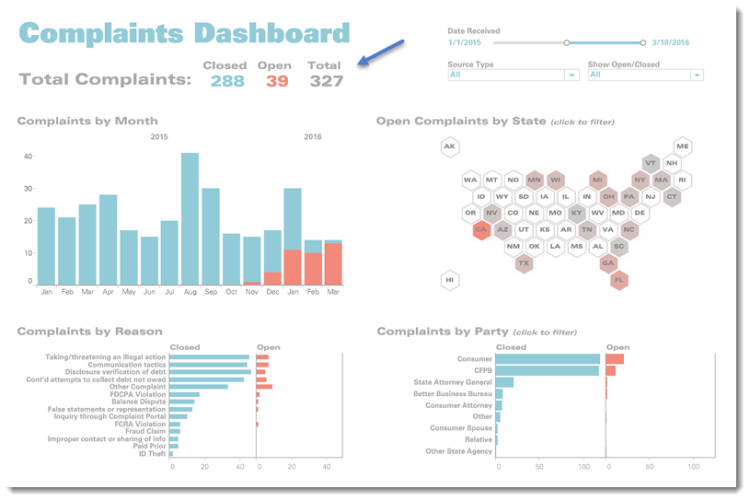 Complaints Dashboard
Total Complaints:
Closed Open Total
288 39 327
Date Received
1/1/2015 3/18/2016
Source Type Show Open/Closed
All All
Complaints by Month
2015 2016
40
30
20
10
0
Jan Feb Mar Apr May Jun Jul Aug Sep Oct Nov Dec Jan Feb Mar
Open Complaints by State (click to filter)
AK ME
VT NH
WA MT ND MN WI MI NY MA RI
ID WY SD IA IL IN OH PA NJ CT
OR NV CO NE MO KY WV MD DE
CA AZ UT KS AR TN VA NC
NM OK LA MS AL SC
TX GA
HI FL
Complaints by Reason
Closed Open
Taking/threatening an illegal action
Communication tactics
Disclosure verification of debt
Cont'd attempts to collect debt not owed
Other Complaint
FDCPA Violation
Balance Dispute
False statements or representation
Inquiry through Complaint Portal
FCRA Violation
Fraud Claim
Improper contact or sharing of info
Paid Prior
ID Theft
0 20 40 0 20 40
Complaints by Party (click to filter)
Closed Open
Consumer
CFPB
State Attorney General
Better Business Bureau
Consumer Attorney
Other
Consumer Spouse
Relative
Other State Agency
0 50 100 0 50 100